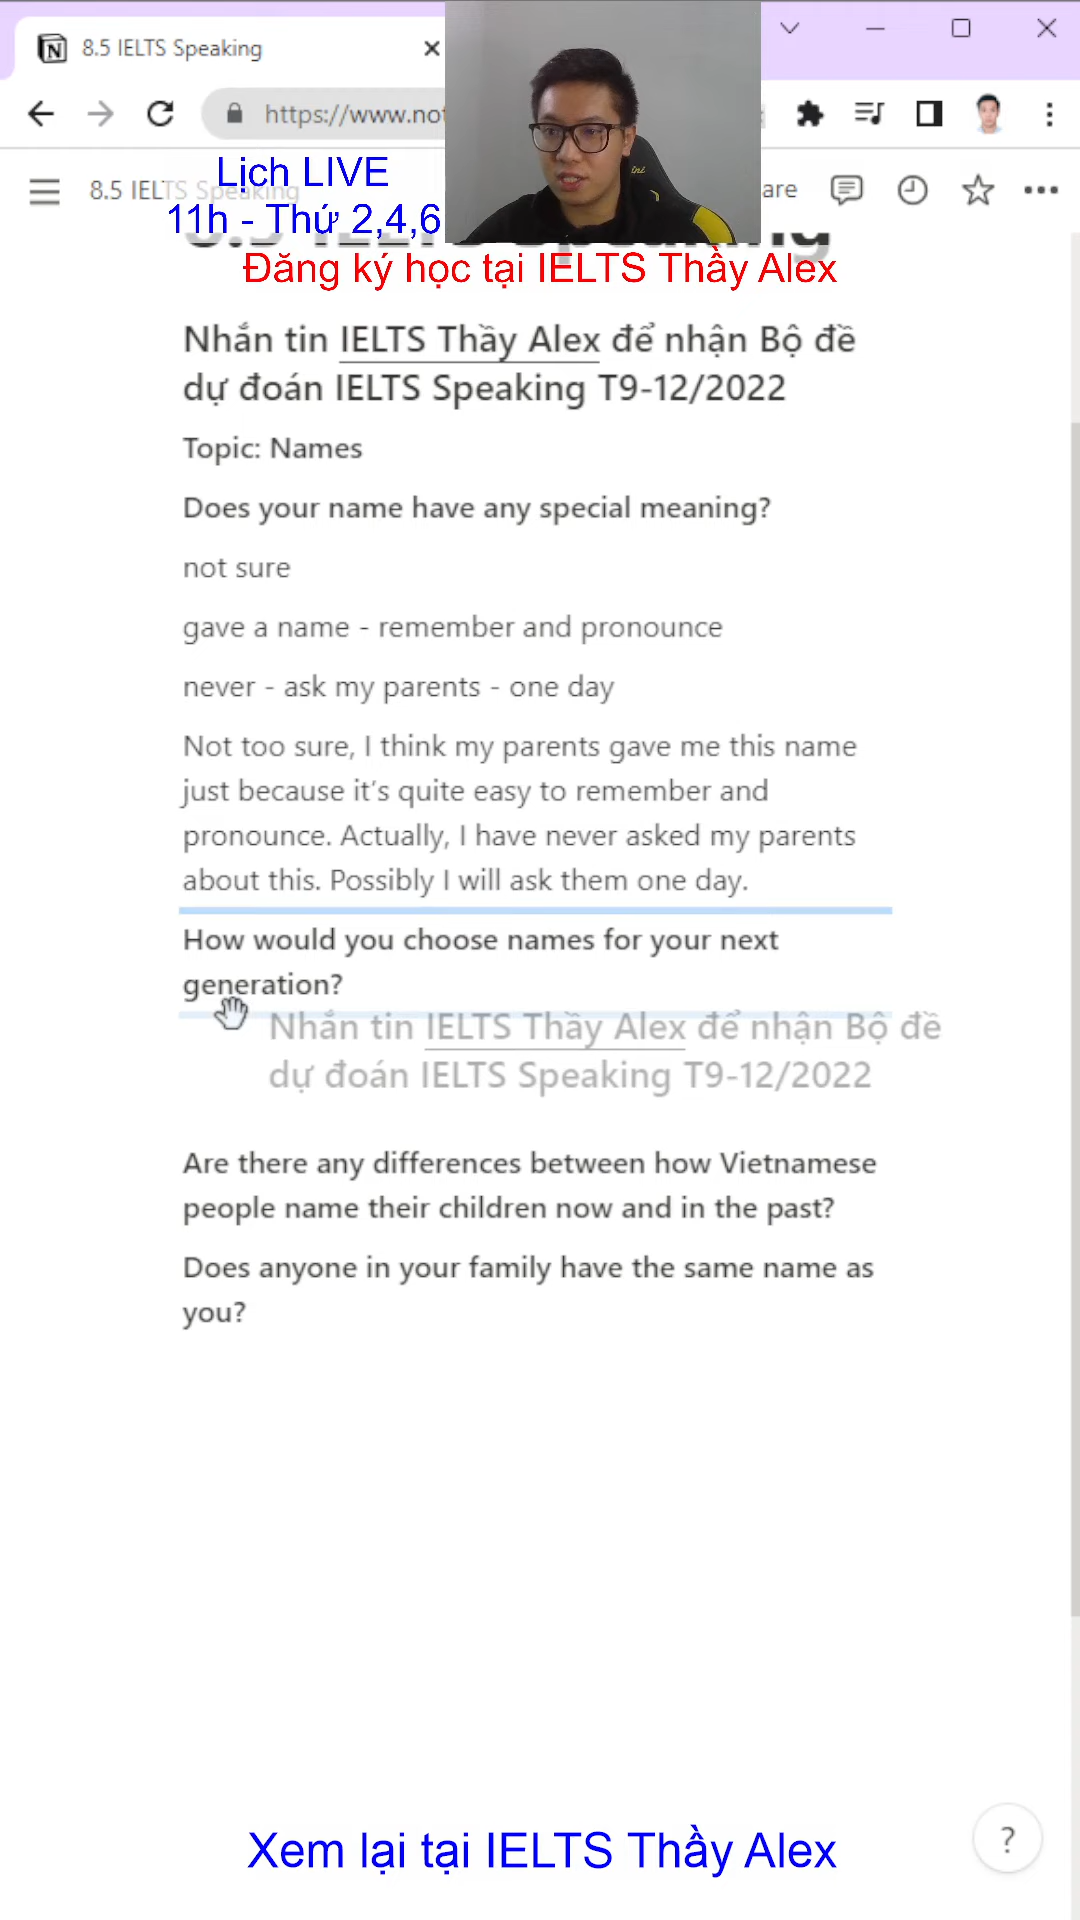 8.5 IELTS Speaking
https://www.not
8.5 IELTS Speaking
are
Lịch LIVE
11h - Thứ 2,4,6
8.5 IELTS Speaking
Đăng ký học tại IELTS Thầy Alex
Nhắn tin IELTS Thầy Alex để nhận Bộ đề
dự đoán IELTS Speaking T9-12/2022
Topic: Names
Does your name have any special meaning?
not sure
gave a name - remember and pronounce
never - ask my parents - one day
Not too sure, I think my parents gave me this name
just because it's quite easy to remember and
pronounce. Actually, I have never asked my parents
about this. Possibly I will ask them one day.
How would you choose names for your next
generation?
Nhắn tin IELTS Thầy Alex để nhận Bộ đề
dự đoán IELTS Speaking T9-12/2022
Are there any differences between how Vietnamese
people name their children now and in the past?
Does anyone in your family have the same name as
you?
?
Xem lại tại IELTS Thầy Alex